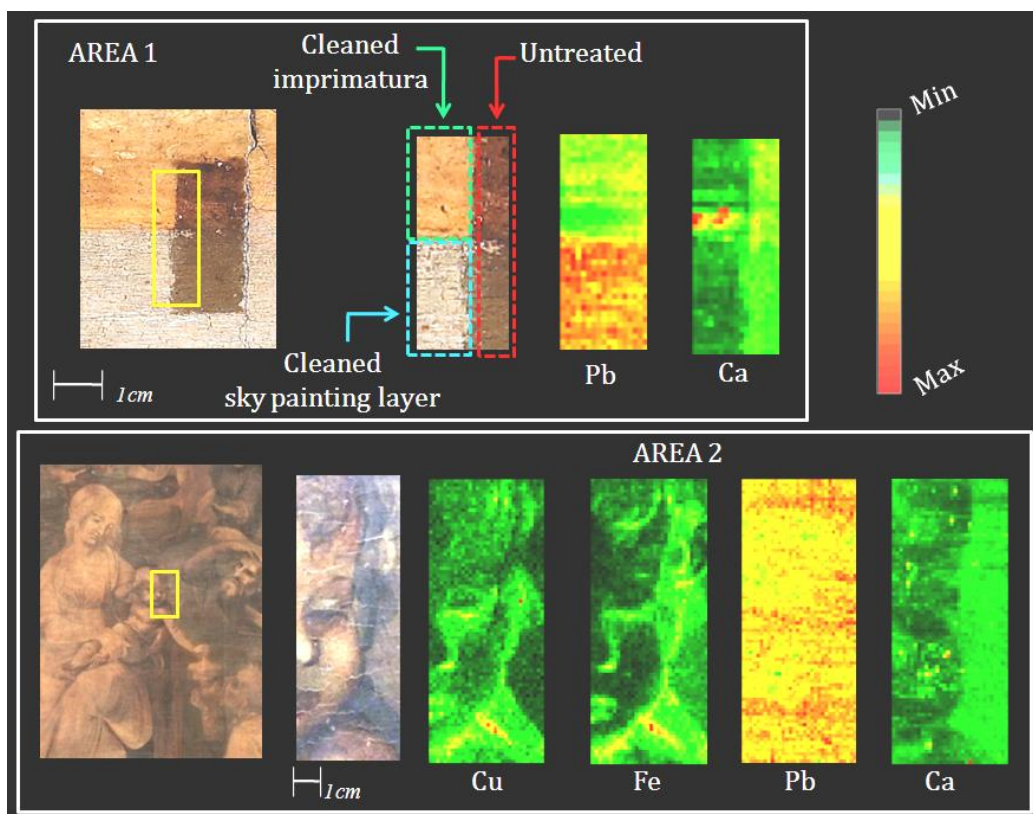 AREA 1
Cleaned
imprimatura
Untreated
Cleaned
sky painting layer
1cm
Pb
Ca
Min
Max
AREA 2
1cm
Cu
Fe
Pb
Ca